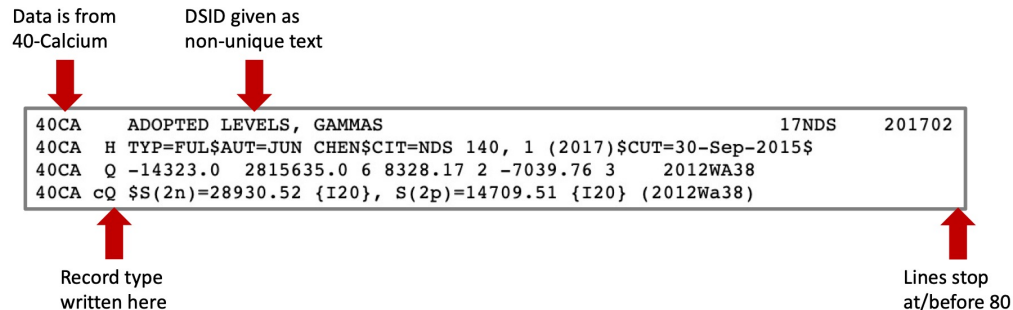 Data is from
40-Calcium
DSID given as
non-unique text
40CA     ADOPTED LEVELS, GAMMAS                                   17NDS    201702
40CA  H TYP=FUL$AUT=JUN CHEN$CIT=NDS 140, 1 (2017)$CUT=30-Sep-2015$
40CA  Q -14323.0  2815635.0 6 8328.17 2 -7039.76 3    2012WA38
40CA cQ $S(2n)=28930.52 {I20}, S(2p)=14709.51 {I20} (2012Wa38)
Record type
written here
Lines stop
at/before 80